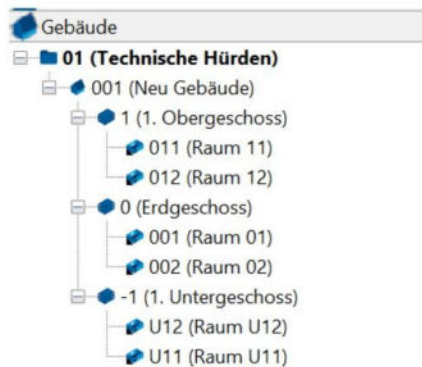 Gebäude
01 (Technische Hürden)
001 (Neu Gebäude)
1 (1. Obergeschoss)
011 (Raum 11)
012 (Raum 12)
0 (Erdgeschoss)
001 (Raum 01)
002 (Raum 02)
-1 (1. Untergeschoss)
U12 (Raum U12)
U11 (Raum U11)